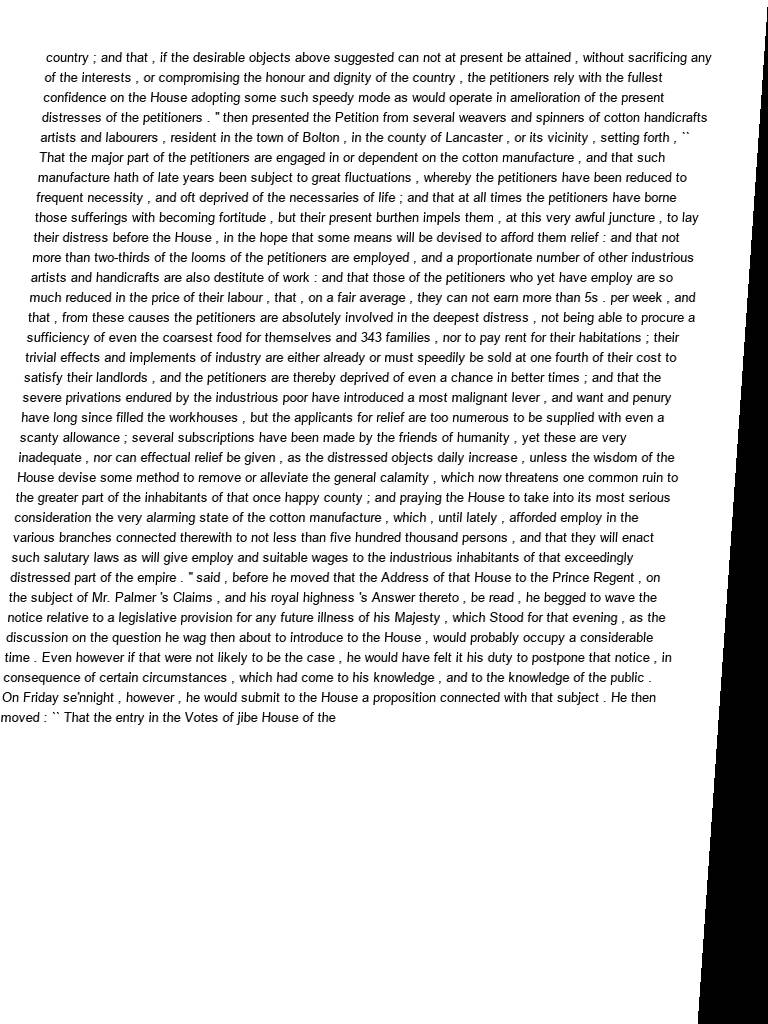 country ; and that , if the desirable objects above suggested can not at present be attained , without sacrificing any
of the interests , or compromising the honour and dignity of the country , the petitioners rely with the fullest
confidence on the House adopting some such speedy mode as would operate in amelioration of the present
distresses of the petitioners . " then presented the Petition from several weavers and spinners of cotton handicrafts
artists and labourers , resident in the town of Bolton , in the county of Lancaster , or its vicinity , setting forth , ``
That the major part of the petitioners are engaged in or dependent on the cotton manufacture , and that such
manufacture hath of late years been subject to great fluctuations , whereby the petitioners have been reduced to
frequent necessity , and oft deprived of the necessaries of life ; and that at all times the petitioners have borne
those sufferings with becoming fortitude , but their present burthen impels them , at this very awful juncture , to lay
their distress before the House , in the hope that some means will be devised to afford them relief : and that not
more than two-thirds of the looms of the petitioners are employed , and a proportionate number of other industrious
artists and handicrafts are also destitute of work : and that those of the petitioners who yet have employ are so
much reduced in the price of their labour , that , on a fair average , they can not earn more than 5s . per week , and
that , from these causes the petitioners are absolutely involved in the deepest distress , not being able to procure a
sufficiency of even the coarsest food for themselves and 343 families , nor to pay rent for their habitations ; their
trivial effects and implements of industry are either already or must speedily be sold at one fourth of their cost to
satisfy their landlords , and the petitioners are thereby deprived of even a chance in better times ; and that the
severe privations endured by the industrious poor have introduced a most malignant lever , and want and penury
have long since filled the workhouses , but the applicants for relief are too numerous to be supplied with even a
scanty allowance ; several subscriptions have been made by the friends of humanity , yet these are very
inadequate , nor can effectual relief be given , as the distressed objects daily increase , unless the wisdom of the
House devise some method to remove or alleviate the general calamity , which now threatens one common ruin to
the greater part of the inhabitants of that once happy county ; and praying the House to take into its most serious
consideration the very alarming state of the cotton manufacture , which , until lately , afforded employ in the
various branches connected therewith to not less than five hundred thousand persons , and that they will enact
such salutary laws as will give employ and suitable wages to the industrious inhabitants of that exceedingly
distressed part of the empire . " said , before he moved that the Address of that House to the Prince Regent , on
the subject of Mr. Palmer 's Claims , and his royal highness 's Answer thereto , be read , he begged to wave the
notice relative to a legislative provision for any future illness of his Majesty , which Stood for that evening , as the
discussion on the question he wag then about to introduce to the House , would probably occupy a considerable
time . Even however if that were not likely to be the case , he would have felt it his duty to postpone that notice , in
consequence of certain circumstances , which had come to his knowledge , and to the knowledge of the public .
On Friday se'nnight , however , he would submit to the House a proposition connected with that subject . He then
moved : `` That the entry in the Votes of jibe House of the